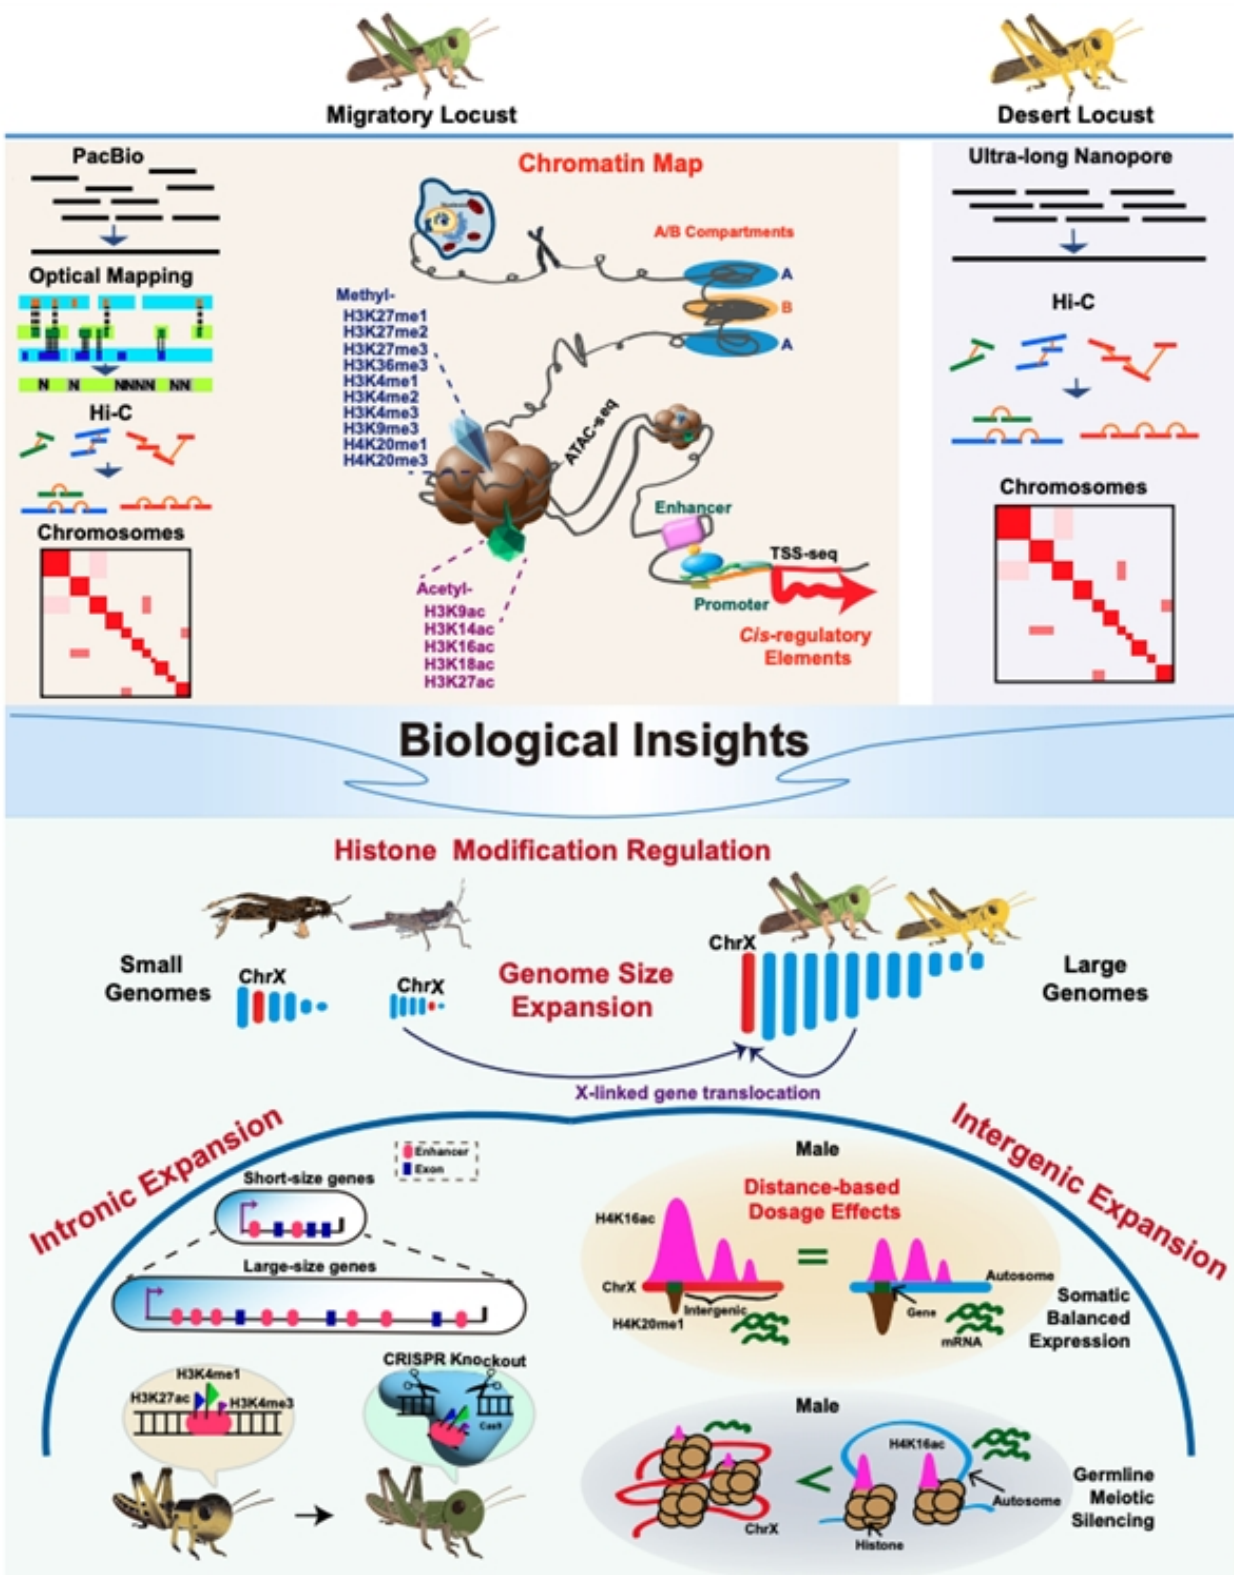 Migratory Locust
Desert Locust
PacBio
Optical Mapping
N N NNNN NN
Hi-C
Chromosomes
Chromatin Map
A/B Compartments
A
B
A
Methyl-
H3K27me1
H3K27me2
H3K27me3
H3K36me3
H3K4me1
H3K4me2
H3K4me3
H3K9me3
H4K20me1
H4K20me3
ATAC-seq
Enhancer
TSS-seq
Promoter
Acetyl-
H3K9ac
H3K14ac
H3K16ac
H3K18ac
H3K27ac
Cis-regulatory
Elements
Ultra-long Nanopore
Hi-C
Chromosomes
Biological Insights
Histone Modification Regulation
Small
Genomes
ChrX
ChrX
Genome Size
Expansion
ChrX
Large
Genomes
X-linked gene translocation
Intronic Expansion
Intergenic Expansion
Enhancer
Exon
Short-size genes
Large-size genes
H3K4me1
H3K27ac
H3K4me3
CRISPR Knockout
Cas9
Male
Distance-based
Dosage Effects
H4K16ac
=
ChrX
Intergenic
H4K20me1
Autosome
Gene
mRNA
Somatic
Balanced
Expression
Male
H4K16ac
<
ChrX
Autosome
Histone
Germline
Meiotic
Silencing